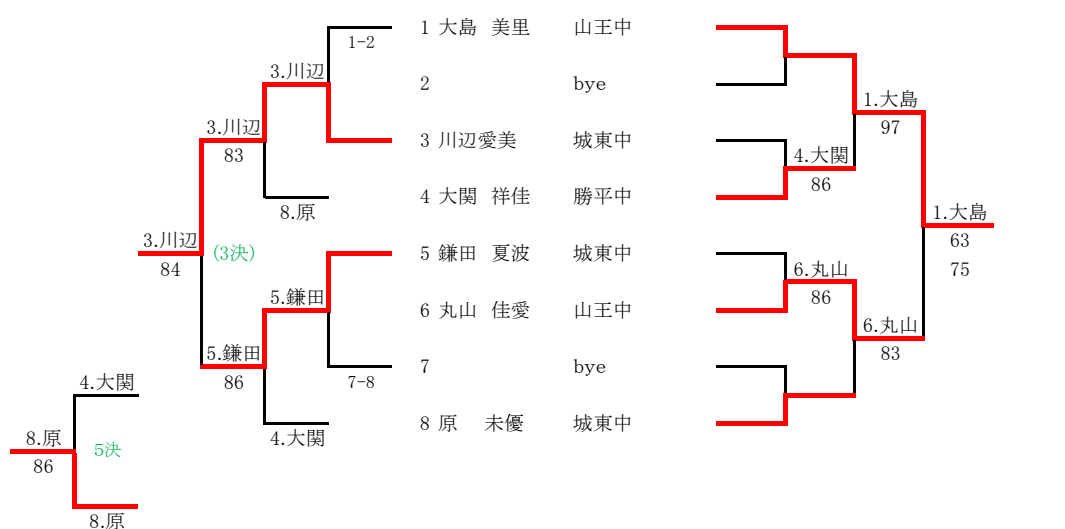 1 大島 美里 山王中
1-2
3.川辺
2 bye
1.大島
97
3.川辺
83
3 川辺愛美 城東中
4.大関
86
4 大関 祥佳 勝平中
8.原
1.大島
63
75
3.川辺
84
(3決)
5 鎌田 夏波 城東中
6.丸山
86
5.鎌田
6 丸山 佳愛 山王中
6.丸山
83
5.鎌田
86
7 bye
7-8
4.大関
8 原 未優 城東中
4.大関
8.原
86
5決
8.原